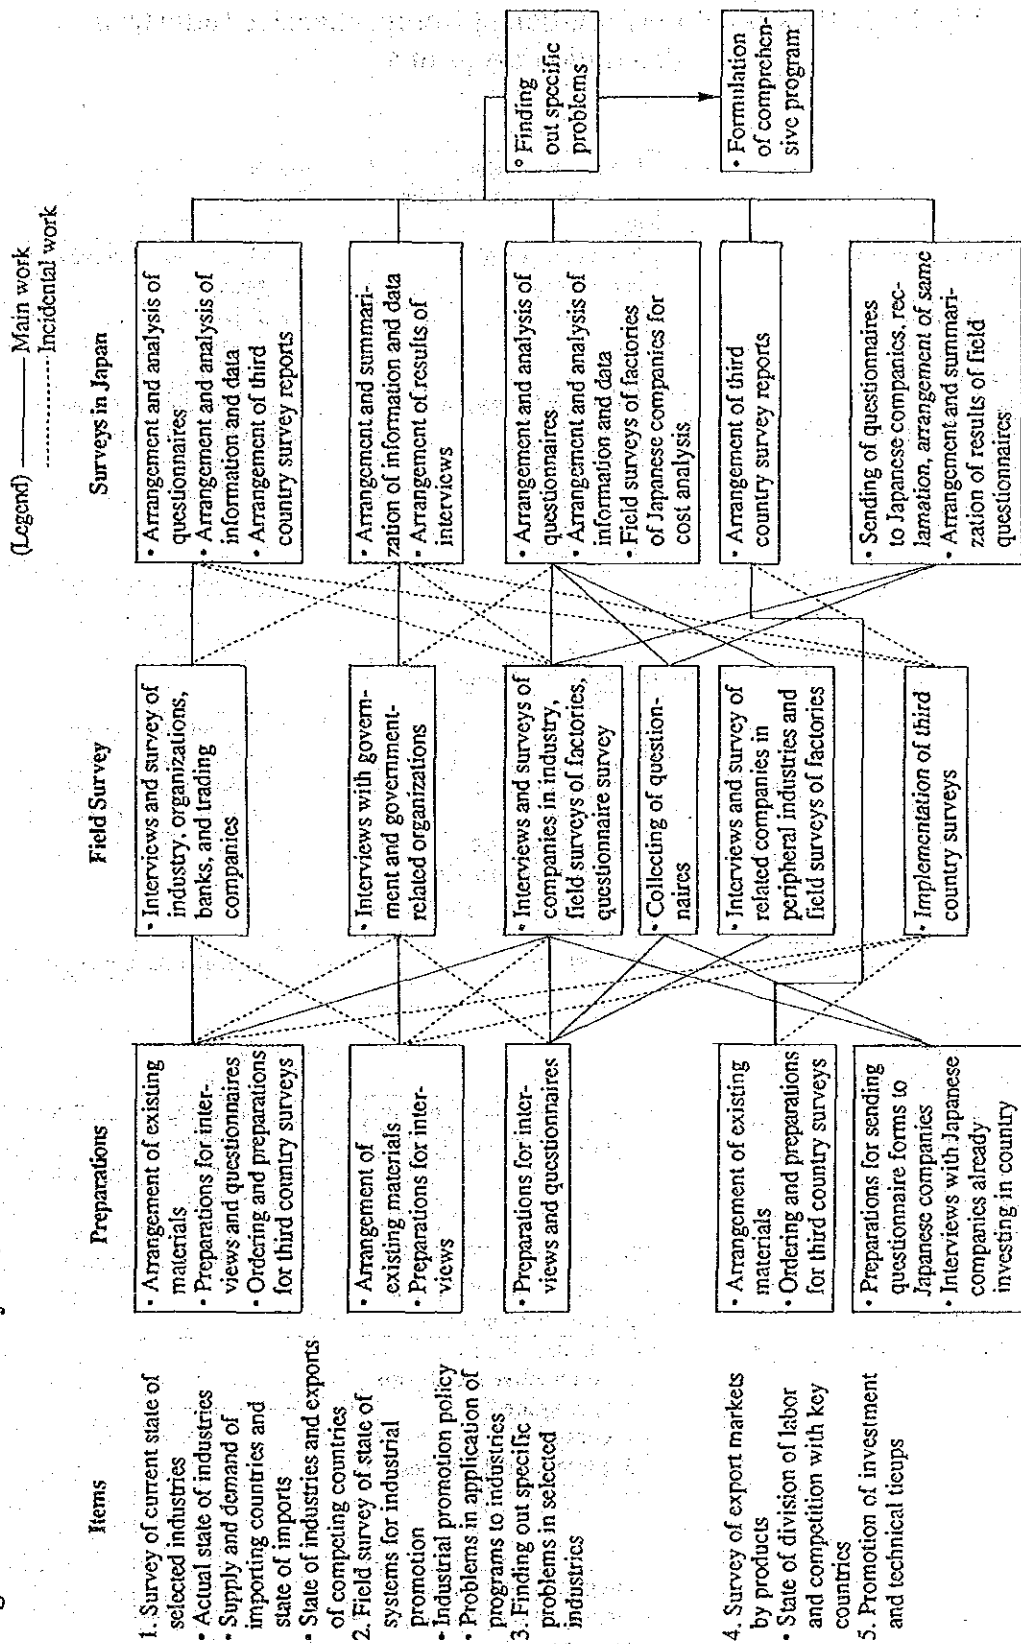 (Legend) ——— Main work
·········· Incidental work
Items
Preparations
Field Survey
Surveys in Japan
1. Survey of current state of
selected industries
• Actual state of industries
• Supply and demand of
importing countries and
state of imports
• State of industries and exports
of competing countries
2. Field survey of state of
systems for industrial
promotion
• Industrial promotion policy
• Problems in application of
programs to industries
3. Finding out specific
problems in selected
industries
4. Survey of export markets
by products
• State of division of labor
and competition with key
countries
5. Promotion of investment
and technical tieups
• Arrangement of existing
materials
• Preparations for inter-
views and questionnaires
• Ordering and preparations
for third country surveys
• Arrangement of
existing materials
• Preparations for inter-
views
• Preparations for inter-
views and questionnaires
• Arrangement of existing
materials
• Ordering and preparations
for third country surveys
• Preparations for sending
questionnaire forms to
Japanese companies
• Interviews with Japanese
companies already
investing in country
• Interviews and survey of
industry, organizations,
banks, and trading
companies
• Interviews with govern-
ment and government-
related organizations
• Interviews and surveys of
companies in industry,
field surveys of factories,
questionnaire survey
• Collecting of question-
naires
• Interviews and survey of
related companies in
peripheral industries and
field surveys of factories
• Implementation of third
country surveys
• Arrangement and analysis of
questionnaires
• Arrangement and analysis of
information and data
• Arrangement of third
country survey reports
• Arrangement and summari-
zation of information and data
• Arrangement of results of
interviews
• Arrangement and analysis of
questionnaires
• Arrangement and analysis of
information and data
• Field surveys of factories
of Japanese companies for
cost analysis
• Arrangement of third
country survey reports
• Sending of questionnaires
to Japanese companies, rec-
lamation, arrangement of same
• Arrangement and summari-
zation of results of field
questionnaires
° Finding
out specific
problems
• Formulation
of comprehen-
sive program